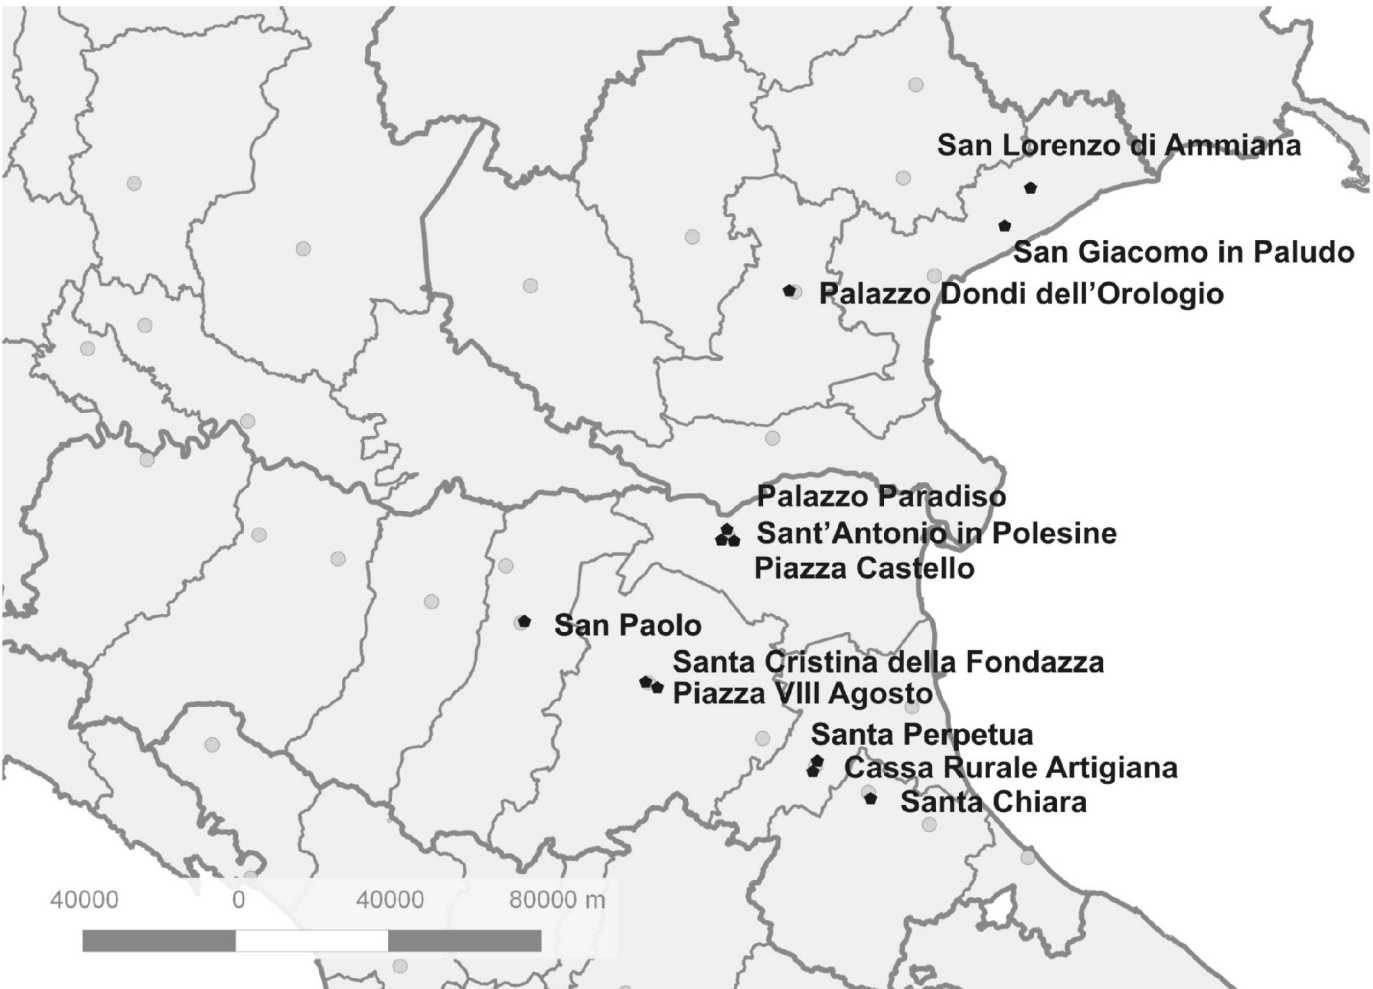 San Lorenzo di Ammiana
San Giacomo in Paludo
Palazzo Dondi dell’Orologio
Palazzo Paradiso
Sant’Antonio in Polesine
Piazza Castello
San Paolo
Santa Cristina della Fondazza
Piazza VIII Agosto
Santa Perpetua
Cassa Rurale Artigiana
Santa Chiara
40000 0 40000 80000 m